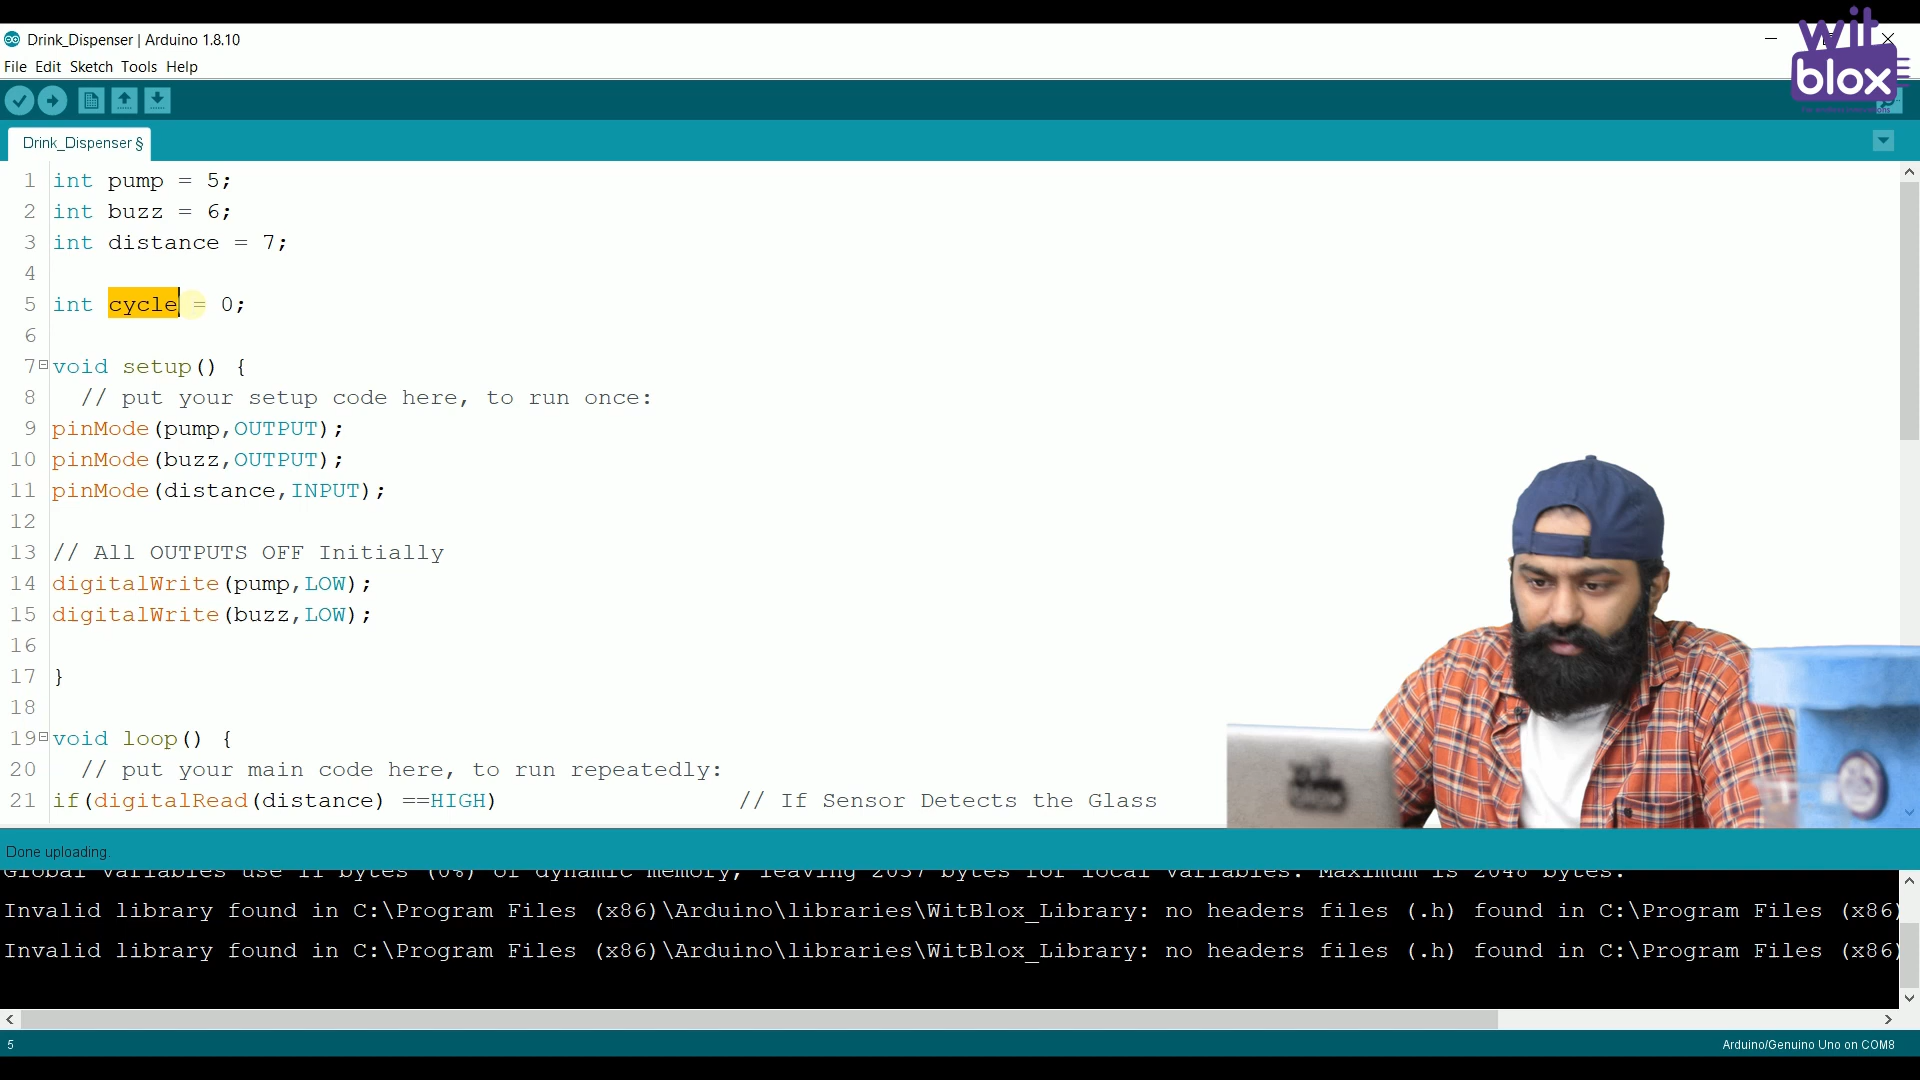 Drink_Dispenser | Arduino 1.8.10
wit
blox
File Edit Sketch Tools Help
Drink_Dispenser §
1 int pump = 5;
2 int buzz = 6;
3 int distance = 7;
4
5 int cycle = 0;
6
7 void setup() {
8 // put your setup code here, to run once:
9 pinMode(pump,OUTPUT);
10 pinMode(buzz,OUTPUT);
11 pinMode(distance,INPUT);
12
13 // All OUTPUTS OFF Initially
14 digitalWrite(pump,LOW);
15 digitalWrite(buzz,LOW);
16
17 }
18
19 void loop() {
20 // put your main code here, to run repeatedly:
21 if(digitalRead(distance) ==HIGH) // If Sensor Detects the Glass
Done uploading.
Global variables use 11 bytes (0%) of dynamic memory, leaving 2037 bytes for local variables. Maximum is 2048 bytes.
Invalid library found in C:\Program Files (x86)\Arduino\libraries\WitBlox_Library: no headers files (.h) found in C:\Program Files (x86)
Invalid library found in C:\Program Files (x86)\Arduino\libraries\WitBlox_Library: no headers files (.h) found in C:\Program Files (x86)
5
Arduino/Genuino Uno on COM8